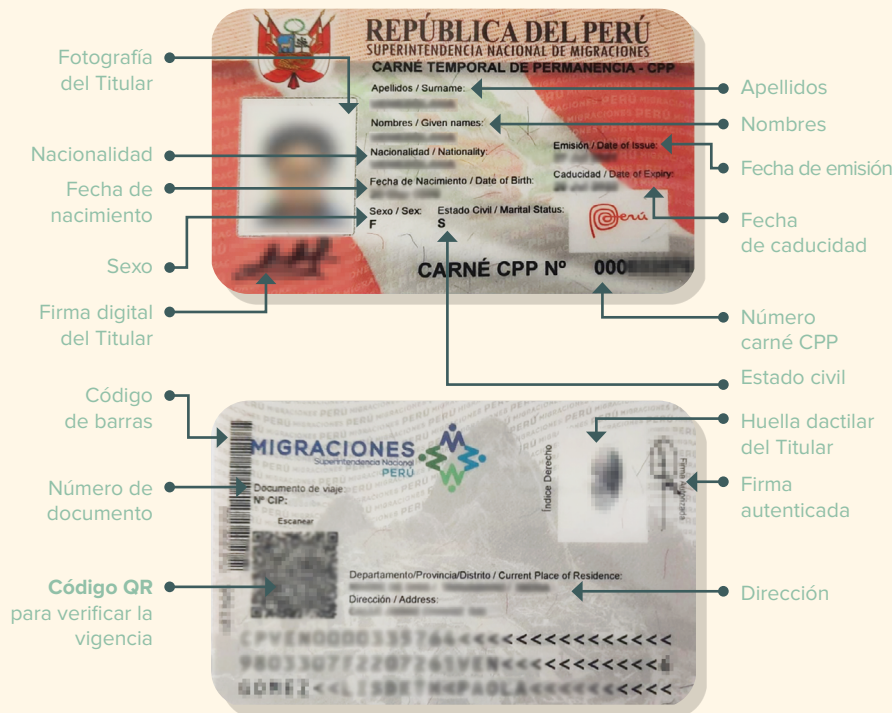 REPÚBLICA DEL PERÚ
SUPERINTENDENCIA NACIONAL DE MIGRACIONES
CARNÉ TEMPORAL DE PERMANENCIA - CPP
Fotografía
del Titular
Apellidos / Surname:
Apellidos
Nombres / Given names:
Nombres
Nacionalidad
Nacionalidad / Nationality:
Emisión / Date of Issue:
Fecha de emisión
Fecha de
nacimiento
Fecha de Nacimiento / Date of Birth:
Caducidad / Date of Expiry:
Fecha
de caducidad
Sexo / Sex:
F
Estado Civil / Marital Status:
S
Perú
Sexo
CARNÉ CPP Nº 000
Firma digital
del Titular
Número
carné CPP
Estado civil
Código
de barras
MIGRACIONES
Superintendencia Nacional
PERÚ
Índice Derecho
Huella dactilar
del Titular
Firma Autorizada
Firma
autenticada
Número de
documento
Documento de viaje:
Nº CIP:
Escanear
Código QR
para verificar la
vigencia
Departamento/Provincia/Distrito / Current Place of Residence:
Dirección / Address:
Dirección